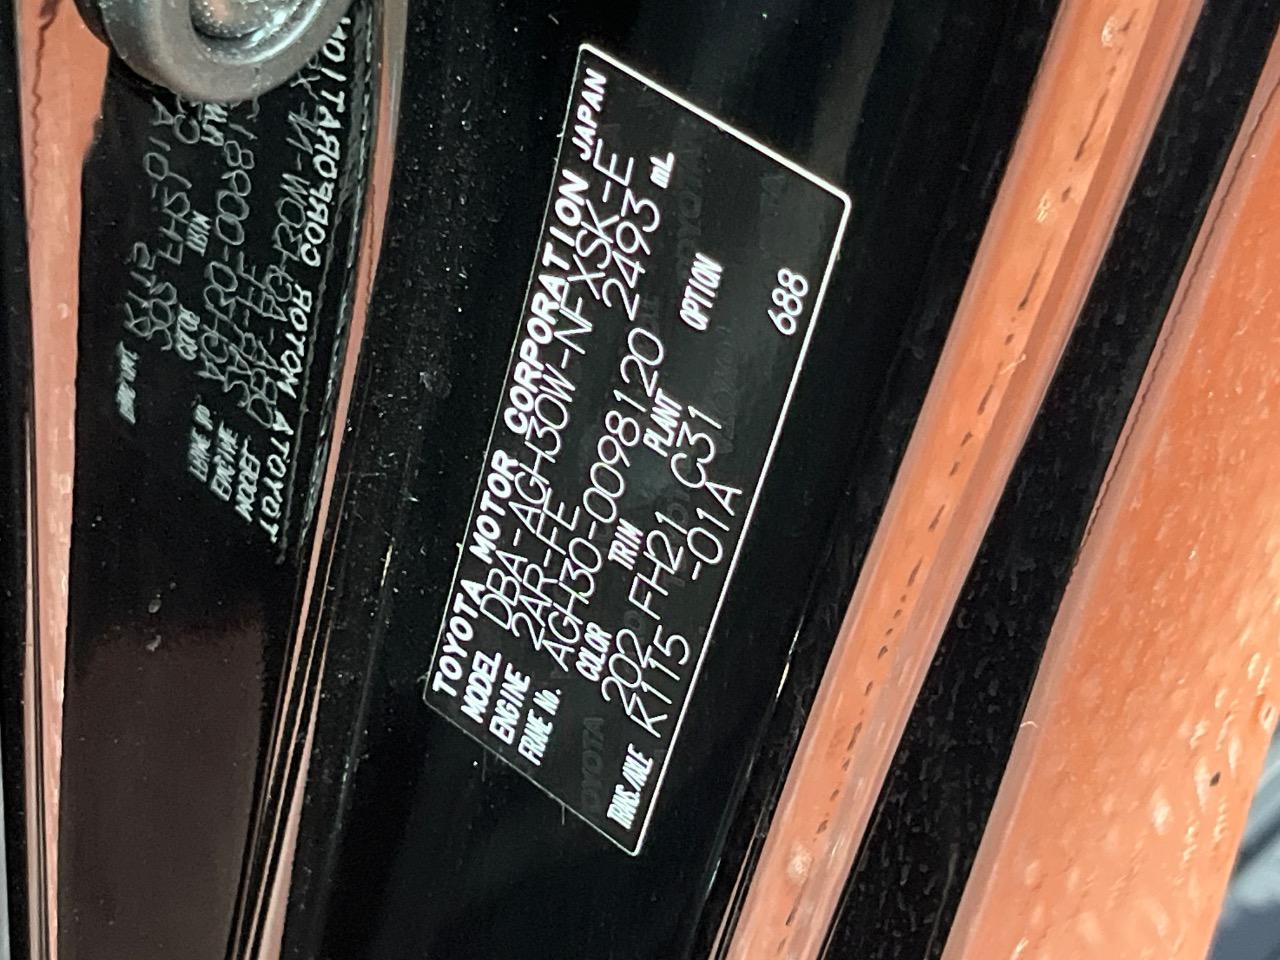 TOYOTA MOTOR CORPORATION JAPAN
MODEL DBA-AGH30W-NFXSK-E
ENGINE 2AR-FE 2493 mL
FRAME No. AGH30-0098120
COLOR TRIM PLANT OPTION
202 FH21 C31
TRANS./AXLE K115 -01A
688